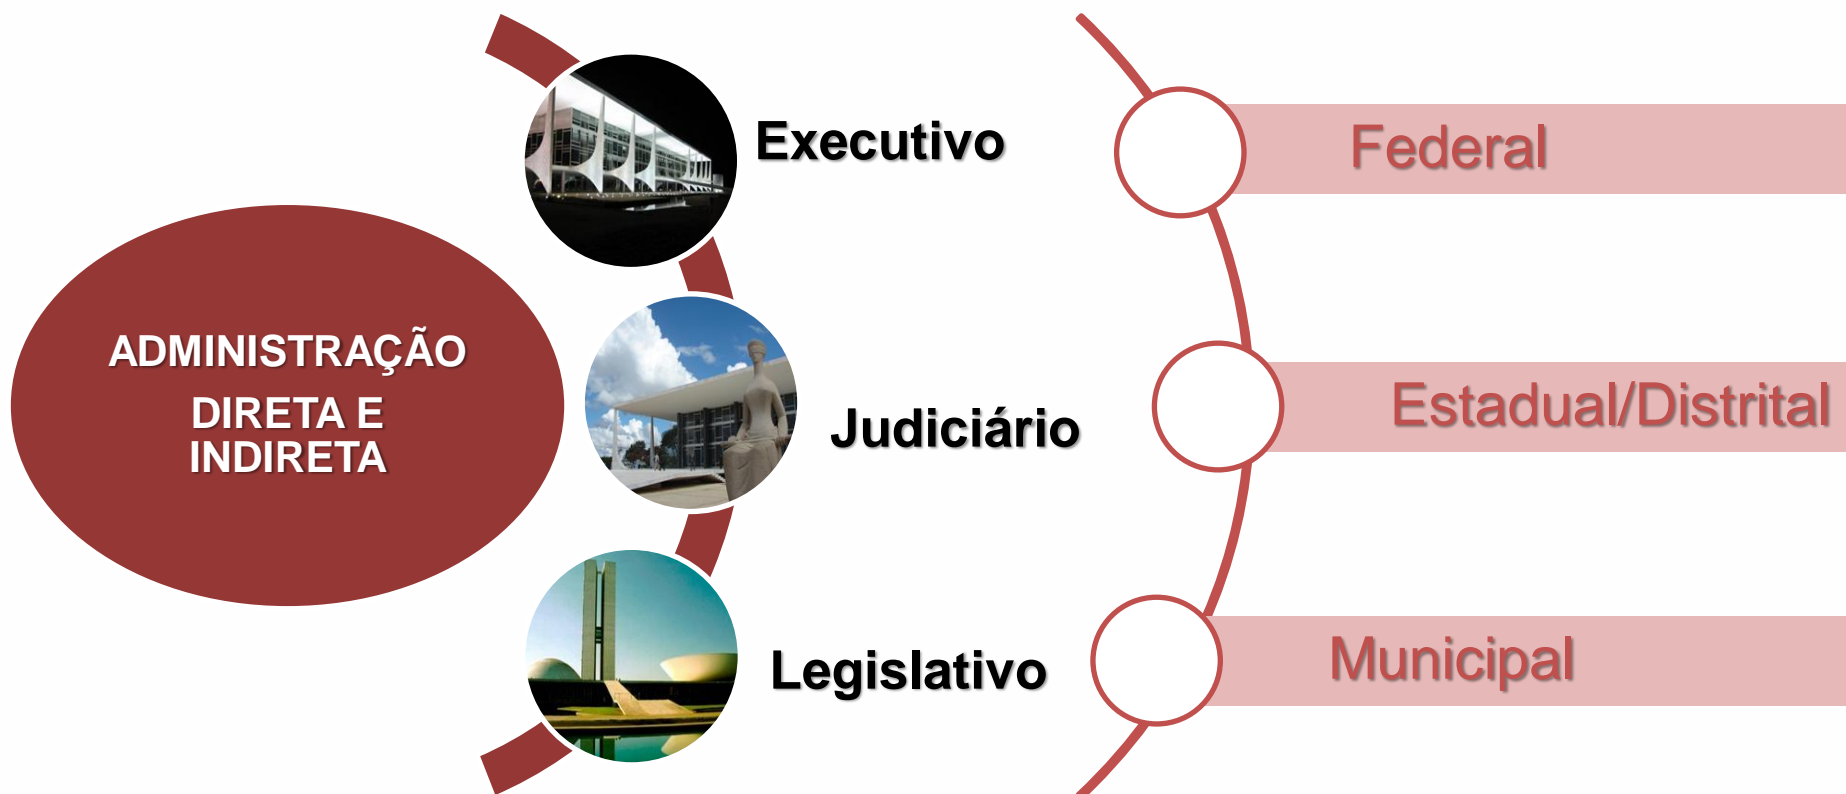 ADMINISTRAÇÃO
DIRETA E
INDIRETA
Executivo
Judiciário
Legislativo
Federal
Estadual/Distrital
Municipal